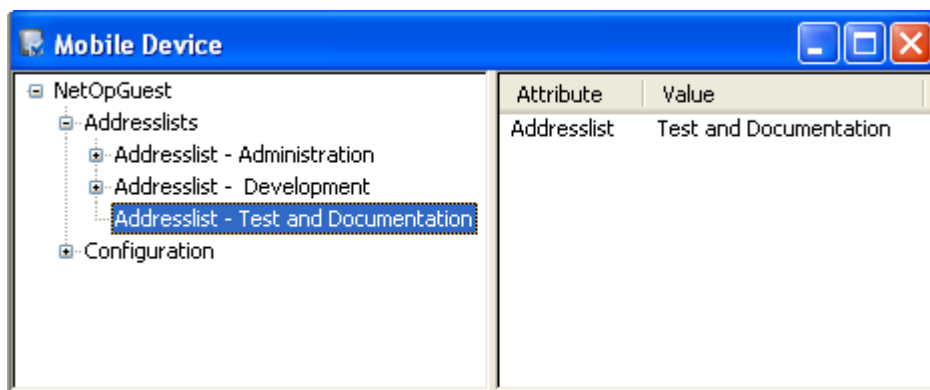 Mobile Device
NetOpGuest
Addresslists
Addresslist - Administration
Addresslist -  Development
Addresslist - Test and Documentation
Configuration
Attribute Value
Addresslist Test and Documentation